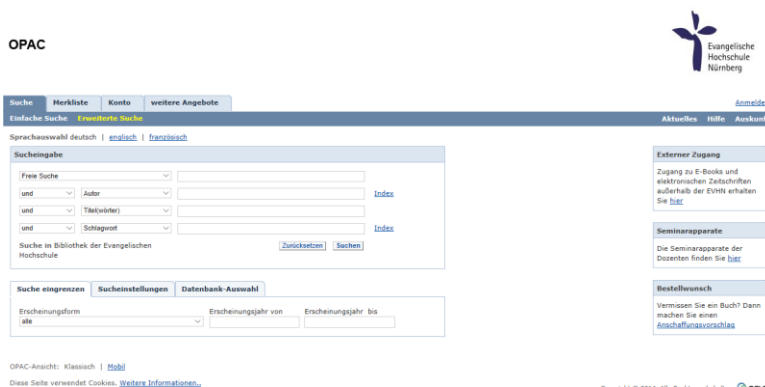 OPAC
Evangelische
Hochschule
Nürnberg
Suche Merkliste Konto weitere Angebote
Einfache Suche Erweiterte Suche Aktuelles Hilfe
Sprachauswahl deutsch | englisch | französisch
Sucheingabe
Freie Suche
und Autor Index
und Titel(wörter)
und Schlagwort Index
Suche in Bibliothek der Evangelischen
Hochschule
Zurücksetzen Suchen
Suche eingrenzen Sucheinstellungen Datenbank-Auswahl
Erscheinungsform Erscheinungsjahr von Erscheinungsjahr bis
alle
Externer Zugang
Zugang zu E-Books und
elektronischen Zeitschriften
außerhalb der EVHN erhalten
Sie hier
Seminarapparate
Die Seminarapparate der
Dozenten finden Sie hier
Bestellwunsch
Vermissen Sie ein Buch? Dann
machen Sie einen
Anschaffungsvorschlag
OPAC-Ansicht: Klassisch | Mobil
Diese Seite verwendet Cookies. Weitere Informationen..